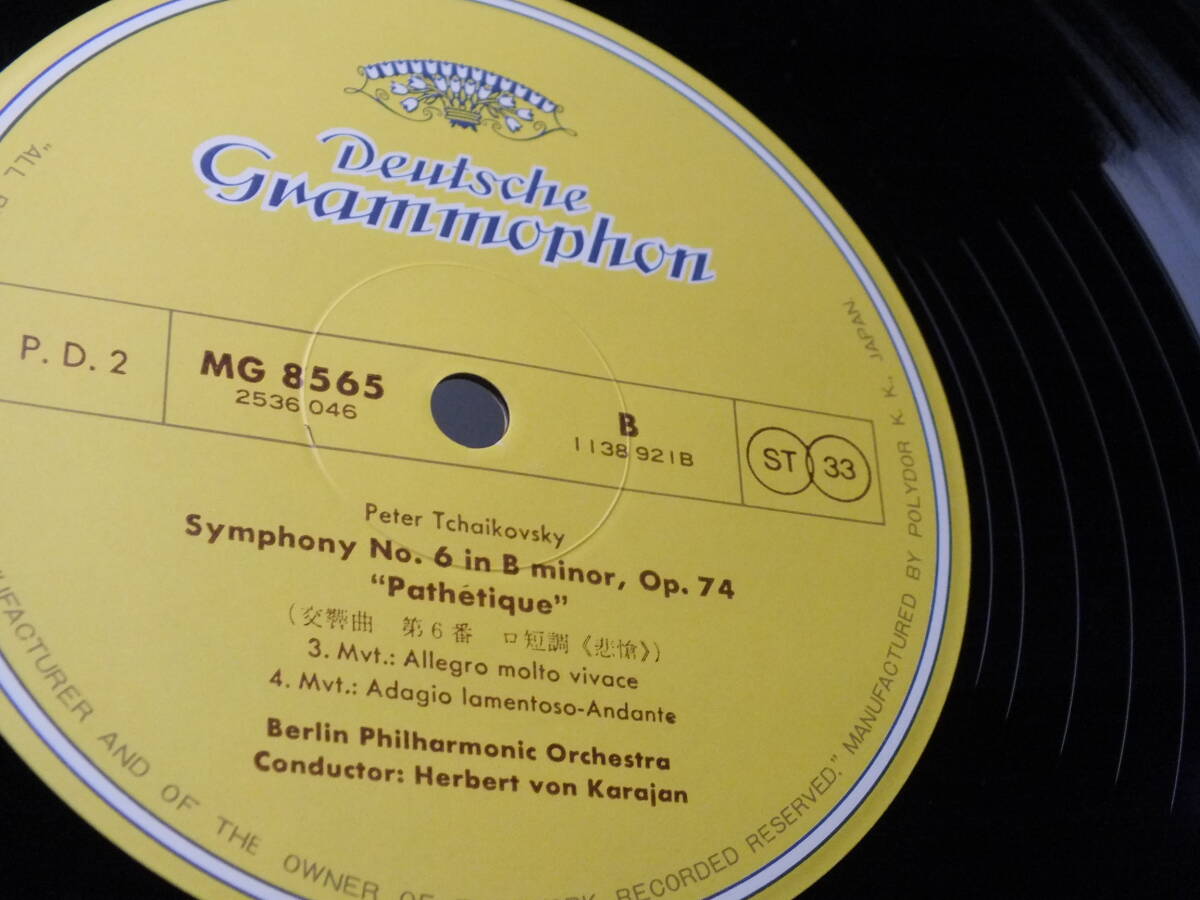 Deutsche
Grammophon
P. D. 2
MG 8565
2536 046
B
1138 921B
ST 33
Peter Tchaikovsky
Symphony No. 6 in B minor, Op. 74
"Pathétique"
(交響曲 第6番 ロ短調《悲愴》)
3. Mvt.: Allegro molto vivace
4. Mvt.: Adagio lamentoso-Andante
Berlin Philharmonic Orchestra
Conductor: Herbert von Karajan
"ALL
MANUFACTURER AND OF THE OWNER OF RECORDED RESERVED." MANUFACTURED BY POLYDOR K. K., JAPAN